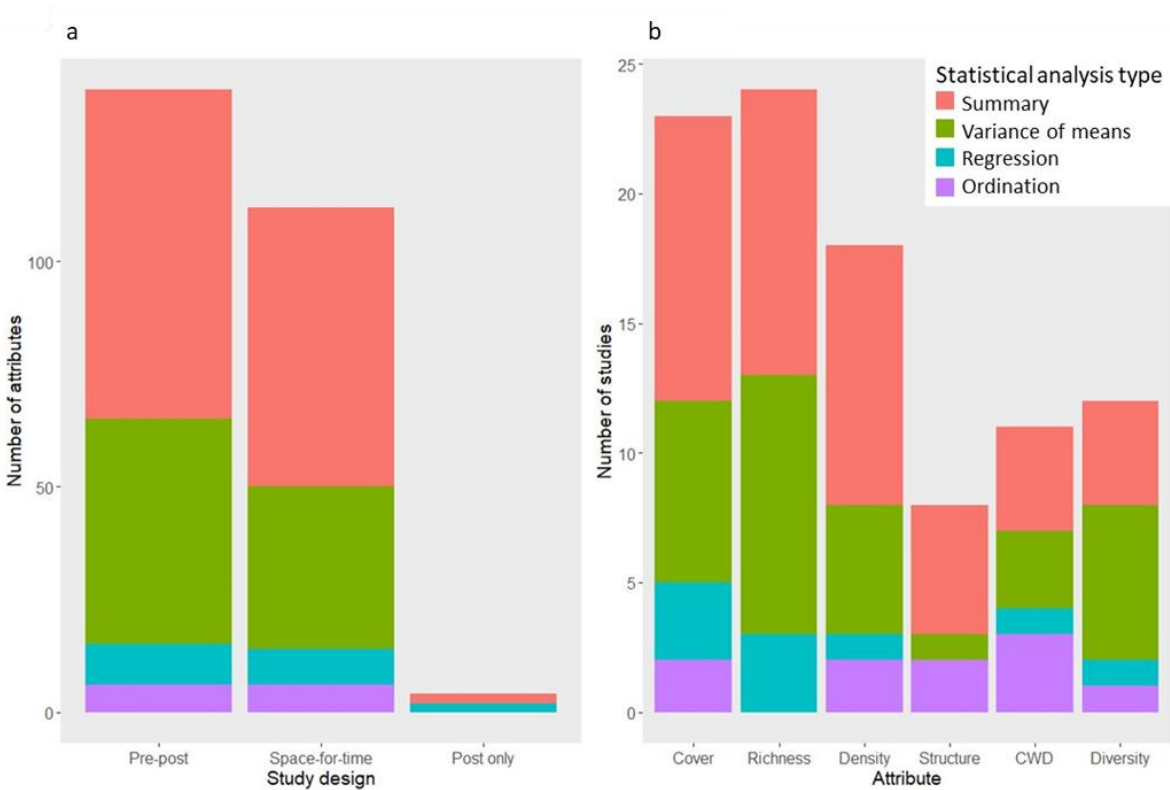 a
Number of attributes
100
50
0
Pre-post
Space-for-time
Post only
Study design
b
Number of studies
25
20
15
10
5
0
Statistical analysis type
Summary
Variance of means
Regression
Ordination
Cover
Richness
Density
Structure
CWD
Diversity
Attribute